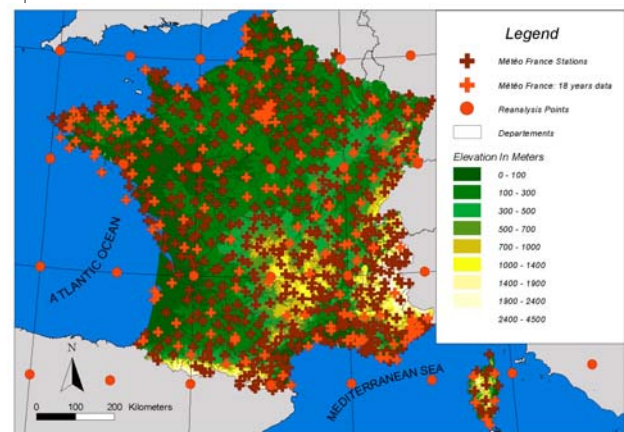 Legend
Météo France Stations
Météo France: 18 years data
Reanalysis Points
Departements
Elevation In Meters
0 - 100
100 - 300
300 - 500
500 - 700
700 - 1000
1000 - 1400
1400 - 1900
1900 - 2400
2400 - 4500
ATLANTIC OCEAN
MEDITERRANEAN SEA
N
0 100 200 Kilometers